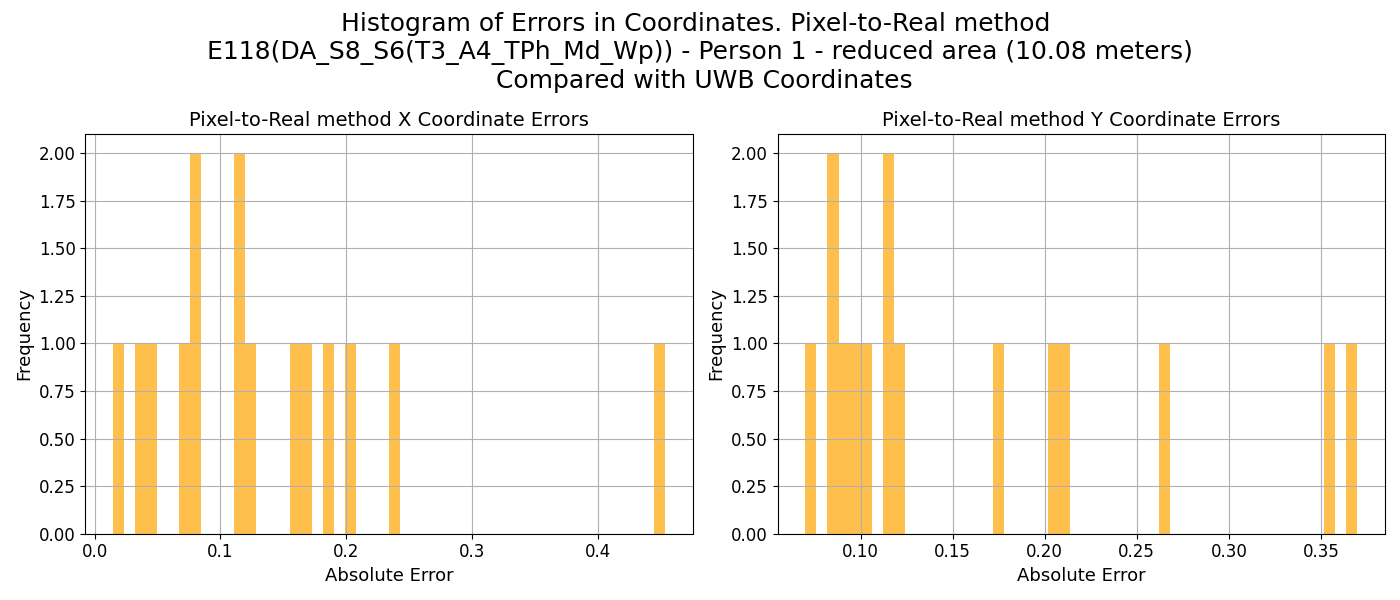 Histogram of Errors in Coordinates. Pixel-to-Real method
E118(DA_S8_S6(T3_A4_TPh_Md_Wp)) - Person 1 - reduced area (10.08 meters)
Compared with UWB Coordinates
Pixel-to-Real method X Coordinate Errors
2.00
1.75
1.50
1.25
1.00
0.75
0.50
0.25
0.00
Frequency
0.0 0.1 0.2 0.3 0.4
Absolute Error
Pixel-to-Real method Y Coordinate Errors
2.00
1.75
1.50
1.25
1.00
0.75
0.50
0.25
0.00
Frequency
0.10 0.15 0.20 0.25 0.30 0.35
Absolute Error